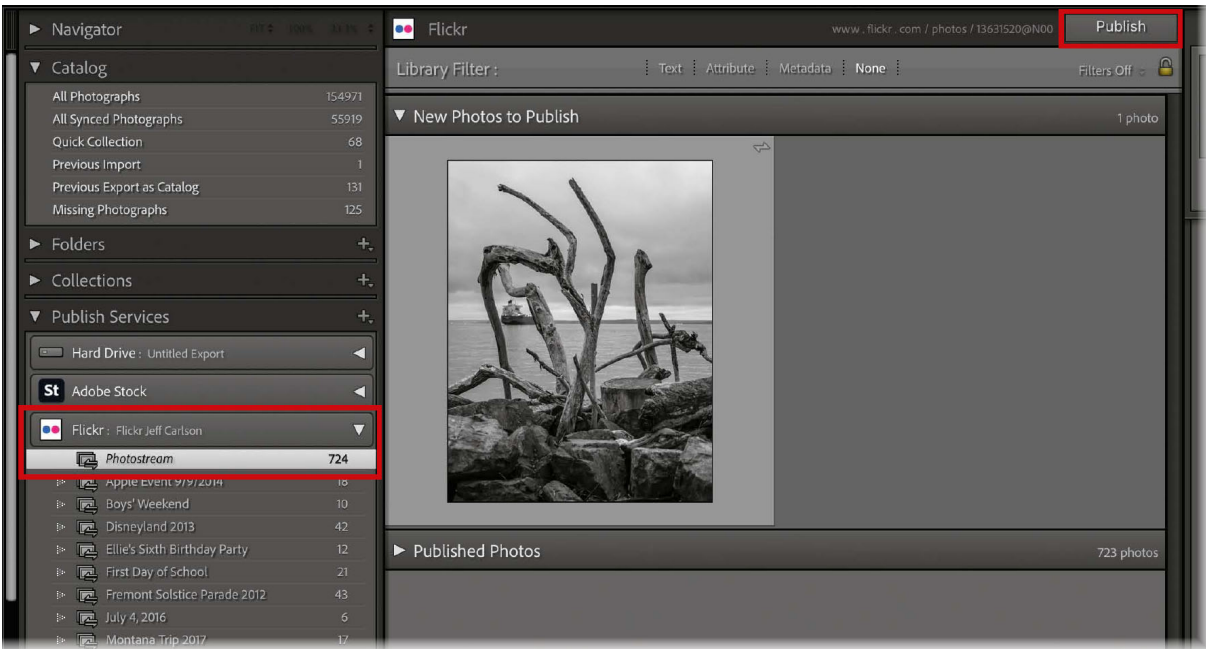 Navigator
Catalog
All Photographs 154971
All Synced Photographs 55919
Quick Collection 68
Previous Import 1
Previous Export as Catalog 131
Missing Photographs 125
Folders
Collections
Publish Services
Hard Drive : Untitled Export
St Adobe Stock
Flickr : Flickr Jeff Carlson
Photostream 724
Apple Event 9/9/2014 18
Boys' Weekend 10
Disneyland 2013 42
Ellie's Sixth Birthday Party 12
First Day of School 21
Fremont Solstice Parade 2012 43
July 4, 2016 6
Montana Trip 2017 17
Flickr www.flickr.com / photos / 13631520@N00 Publish
Library Filter : Text Attribute Metadata None Filters Off
New Photos to Publish 1 photo
Published Photos 723 photos